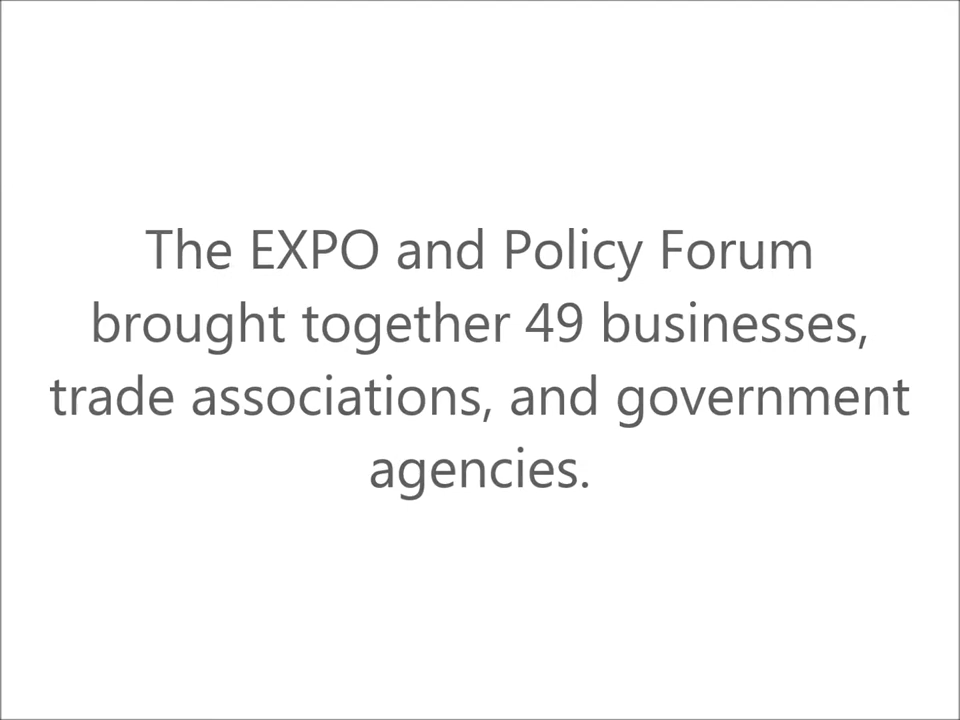 The EXPO and Policy Forum
brought together 49 businesses,
trade associations, and government
agencies.